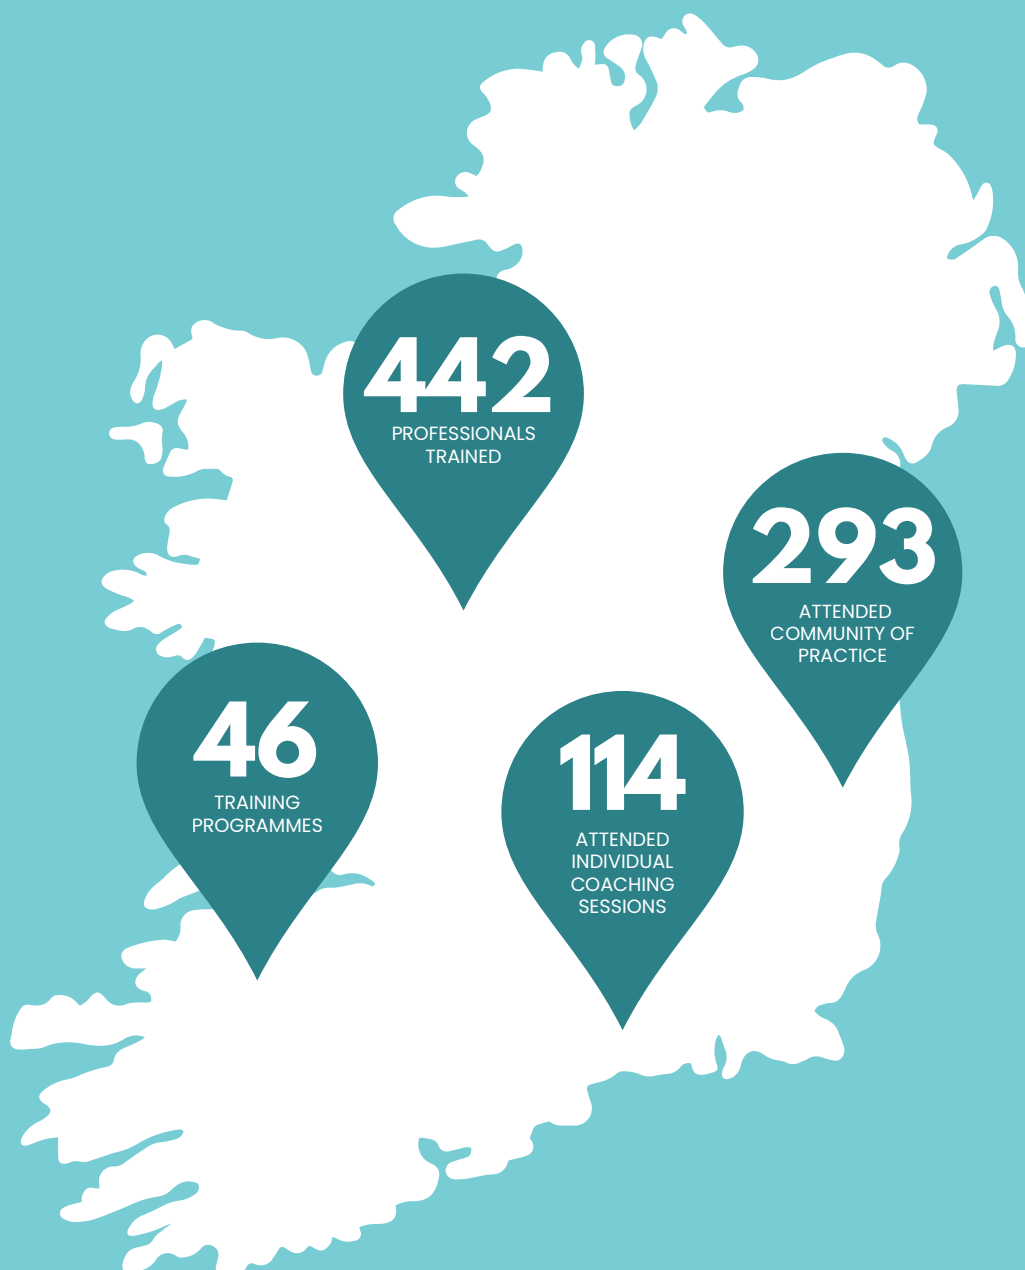 442
PROFESSIONALS
TRAINED
293
ATTENDED
COMMUNITY OF
PRACTICE
46
TRAINING
PROGRAMMES
114
ATTENDED
INDIVIDUAL
COACHING
SESSIONS